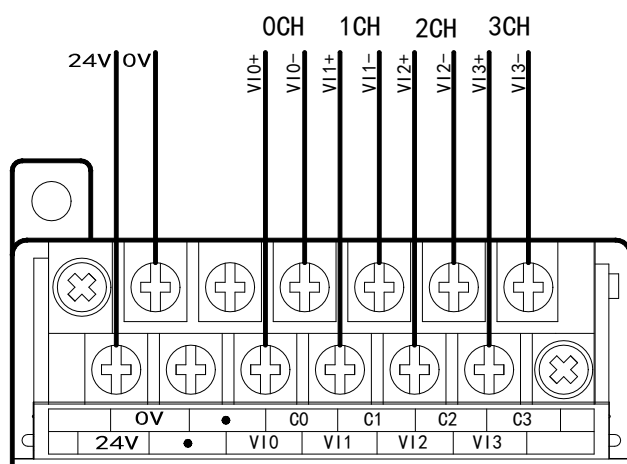 0CH 1CH 2CH 3CH
24V 0V VI0+ VI0- VI1+ VI1- VI2+ VI2- VI3+ VI3-
0V • C0 C1 C2 C3
24V • VI0 VI1 VI2 VI3